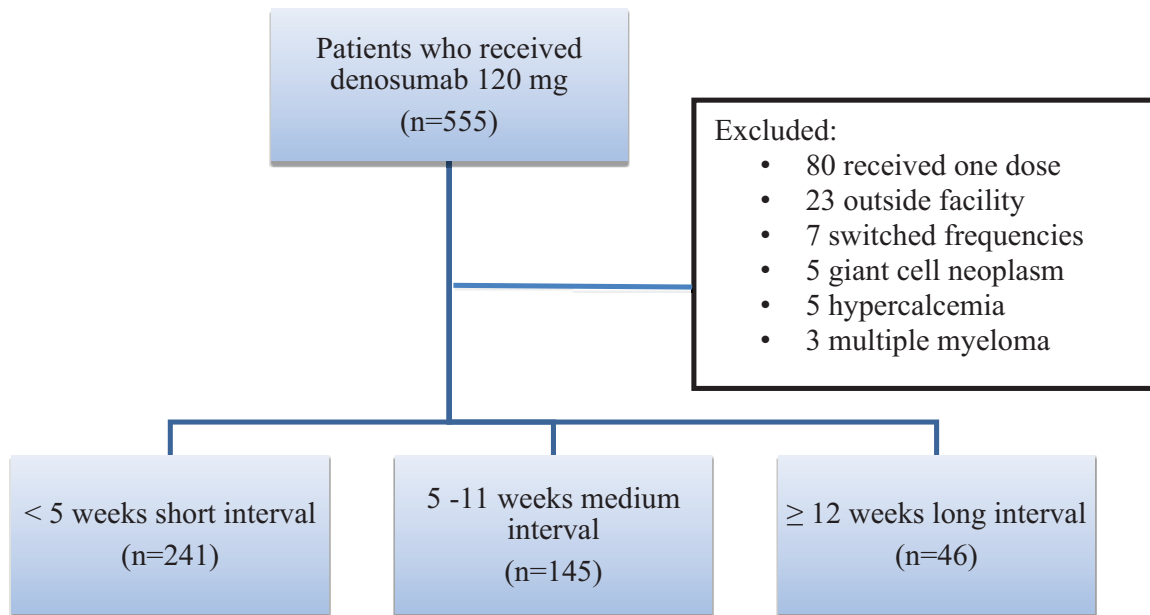 Patients who received
denosumab 120 mg
(n=555)
Excluded:
• 80 received one dose
• 23 outside facility
• 7 switched frequencies
• 5 giant cell neoplasm
• 5 hypercalcemia
• 3 multiple myeloma
< 5 weeks short interval
(n=241)
5 -11 weeks medium
interval
(n=145)
≥ 12 weeks long interval
(n=46)